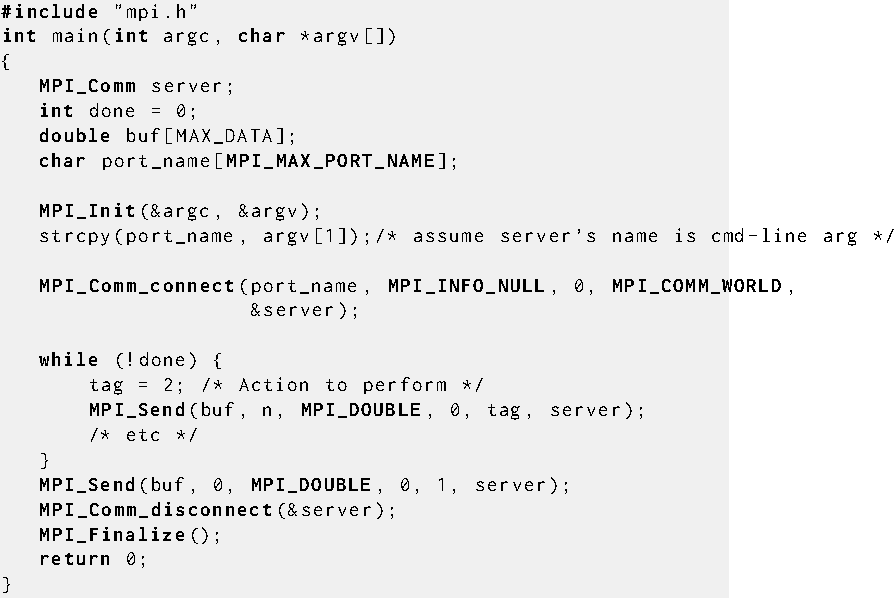 #include "mpi.h"
int main(int argc, char *argv[])
{
    MPI_Comm server;
    int done = 0;
    double buf[MAX_DATA];
    char port_name[MPI_MAX_PORT_NAME];

    MPI_Init(&argc, &argv);
    strcpy(port_name, argv[1]);/* assume server's name is cmd-line arg */

    MPI_Comm_connect(port_name, MPI_INFO_NULL, 0, MPI_COMM_WORLD,
                     &server);

    while (!done) {
        tag = 2; /* Action to perform */
        MPI_Send(buf, n, MPI_DOUBLE, 0, tag, server);
        /* etc */
    }
    MPI_Send(buf, 0, MPI_DOUBLE, 0, 1, server);
    MPI_Comm_disconnect(&server);
    MPI_Finalize();
    return 0;
}